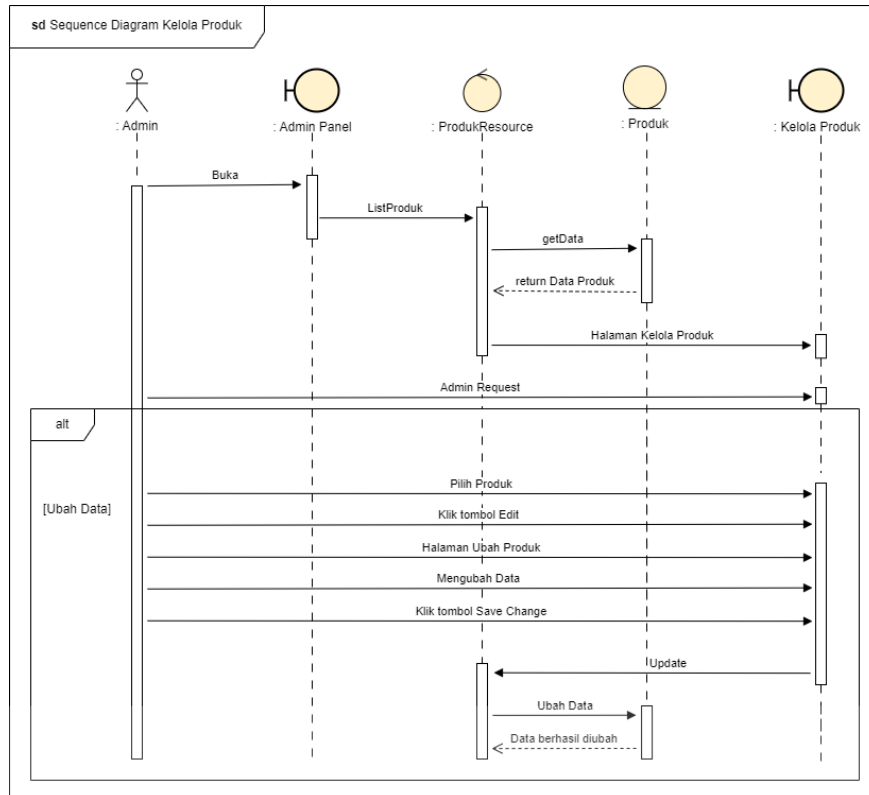 sd Sequence Diagram Kelola Produk
: Admin
: Admin Panel
: ProdukResource
: Produk
: Kelola Produk
Buka
ListProduk
getData
return Data Produk
Halaman Kelola Produk
Admin Request
alt
[Ubah Data]
Pilih Produk
Klik tombol Edit
Halaman Ubah Produk
Mengubah Data
Klik tombol Save Change
Update
Ubah Data
Data berhasil diubah